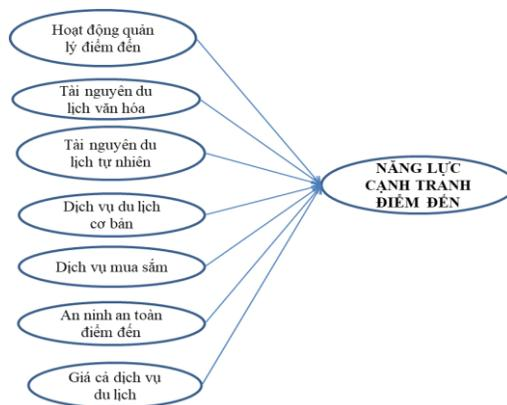 Hoạt động quản
lý điểm đến
Tài nguyên du
lịch văn hóa
Tài nguyên du
lịch tự nhiên
Dịch vụ du lịch
cơ bản
Dịch vụ mua sắm
An ninh an toàn
điểm đến
Giá cả dịch vụ
du lịch
NĂNG LỰC
CẠNH TRANH
ĐIỂM ĐẾN